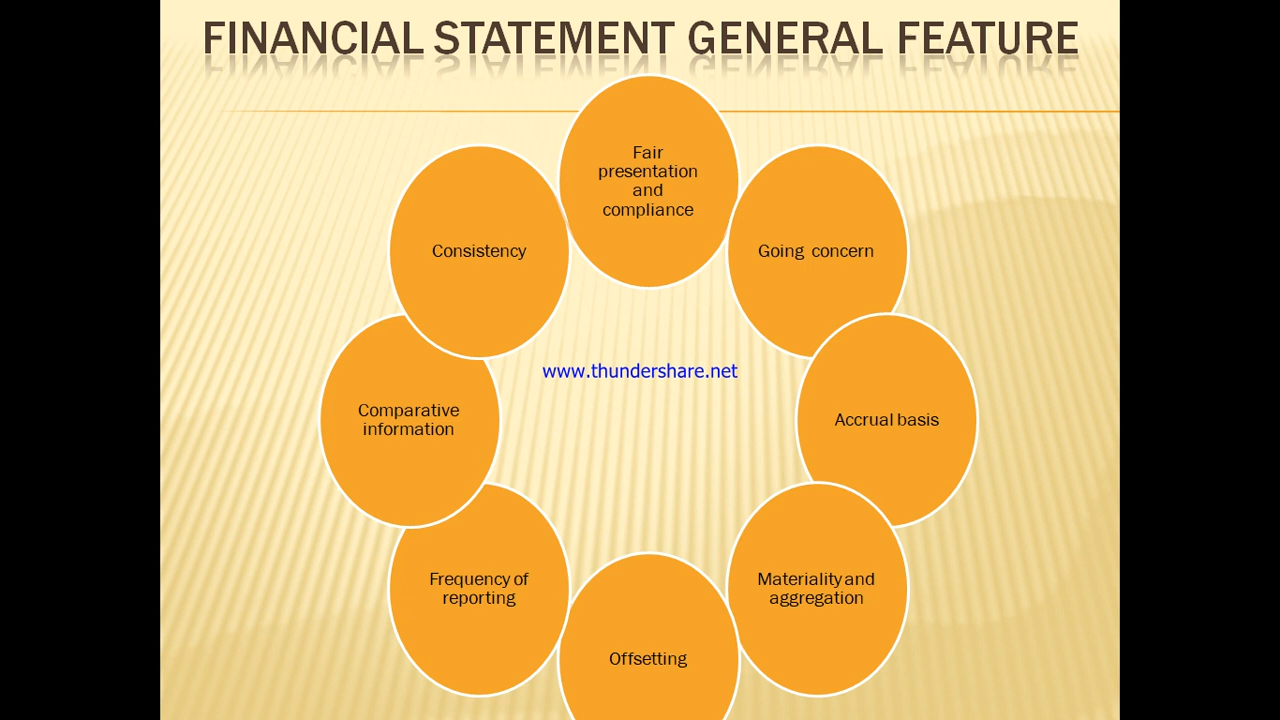 FINANCIAL STATEMENT GENERAL FEATURE
Fair
presentation
and
compliance
Going concern
Accrual basis
Materiality and
aggregation
Offsetting
Frequency of
reporting
Comparative
information
Consistency
www.thundershare.net